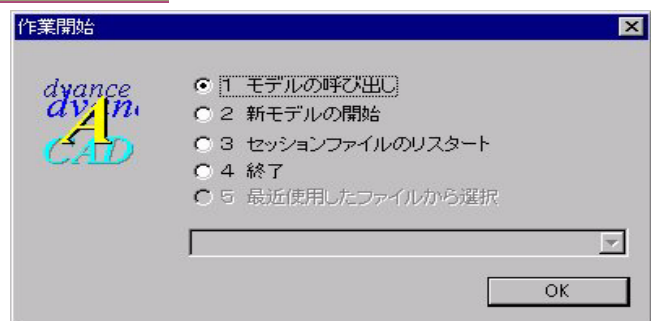 作業開始
dvance
dvan
A
CAD
1 モデルの呼び出し
2 新モデルの開始
3 セッションファイルのリスタート
4 終了
5 最近使用したファイルから選択
OK